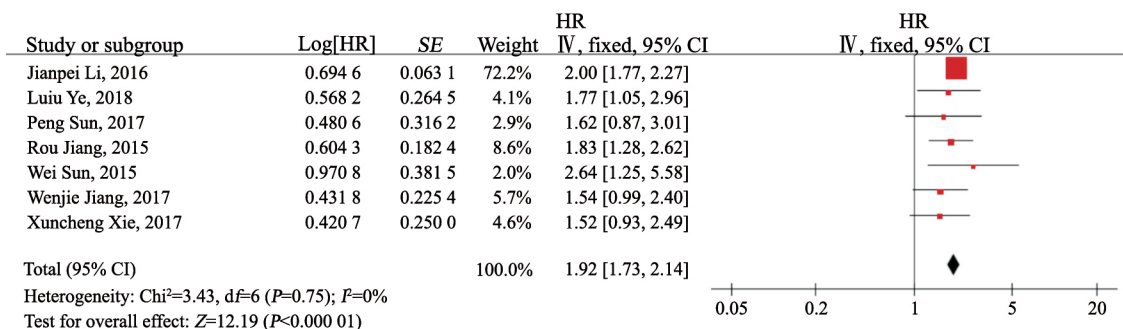 HR HR
Study or subgroup Log[HR] SE Weight Ⅳ, fixed, 95% CI Ⅳ, fixed, 95% CI
Jianpei Li, 2016 0.694 6 0.063 1 72.2% 2.00 [1.77, 2.27]
Luiu Ye, 2018 0.568 2 0.264 5 4.1% 1.77 [1.05, 2.96]
Peng Sun, 2017 0.480 6 0.316 2 2.9% 1.62 [0.87, 3.01]
Rou Jiang, 2015 0.604 3 0.182 4 8.6% 1.83 [1.28, 2.62]
Wei Sun, 2015 0.970 8 0.381 5 2.0% 2.64 [1.25, 5.58]
Wenjie Jiang, 2017 0.431 8 0.225 4 5.7% 1.54 [0.99, 2.40]
Xuncheng Xie, 2017 0.420 7 0.250 0 4.6% 1.52 [0.93, 2.49]
Total (95% CI) 100.0% 1.92 [1.73, 2.14]
Heterogeneity: Chi²=3.43, df=6 (P=0.75); I²=0%
Test for overall effect: Z=12.19 (P<0.000 01)
0.05 0.2 1 5 20